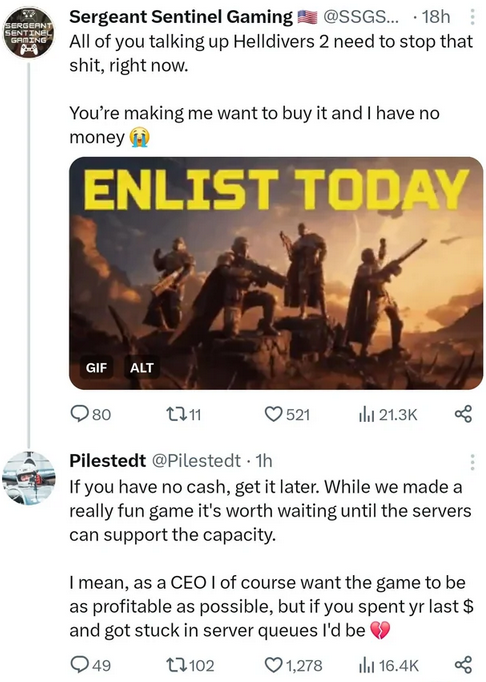 SERGEANT
SENTINEL
GAMING
Sergeant Sentinel Gaming 🇺🇸 @SSGS... · 18h
All of you talking up Helldivers 2 need to stop that
shit, right now.
You're making me want to buy it and I have no
money 😭
ENLIST TODAY
GIF ALT
80 11 521 21.3K
Pilestedt @Pilestedt · 1h
If you have no cash, get it later. While we made a
really fun game it's worth waiting until the servers
can support the capacity.
I mean, as a CEO I of course want the game to be
as profitable as possible, but if you spent yr last $
and got stuck in server queues I'd be 💔
49 102 1,278 16.4K